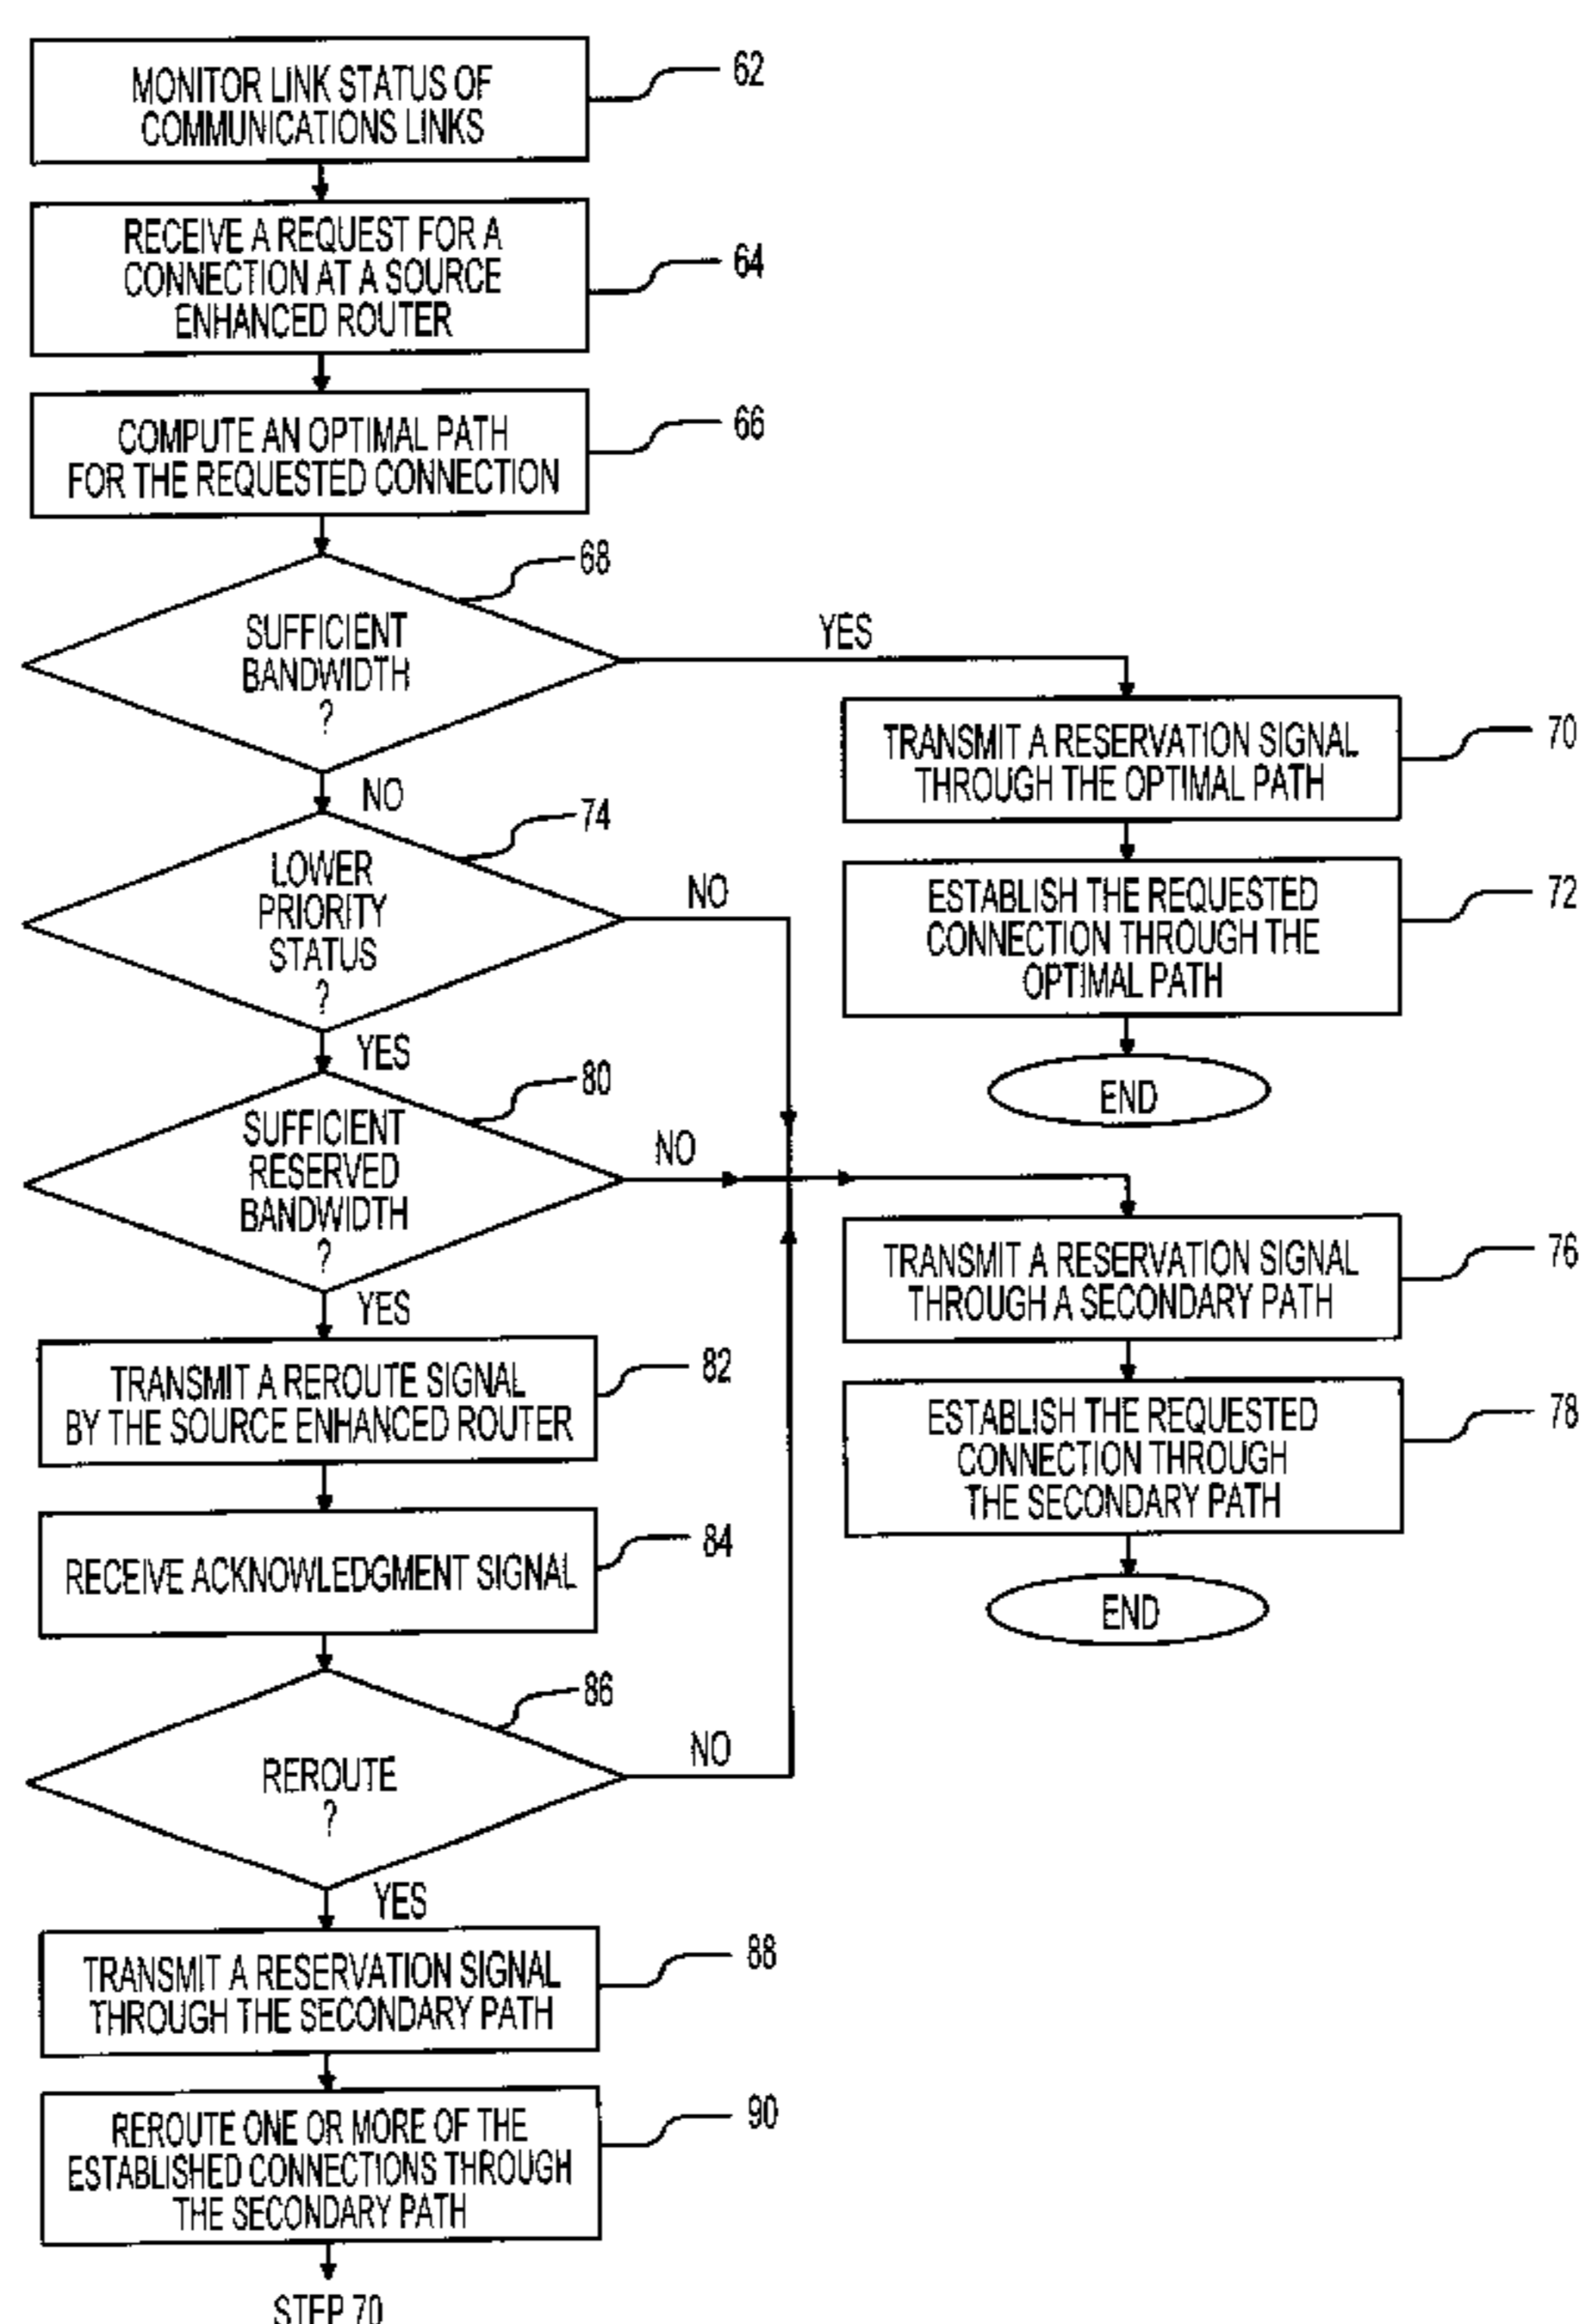 MONITOR LINK STATUS OF
COMMUNICATIONS LINKS
62
RECEIVE A REQUEST FOR A
CONNECTION AT A SOURCE
ENHANCED ROUTER
64
COMPUTE AN OPTIMAL PATH
FOR THE REQUESTED CONNECTION
66
SUFFICIENT
BANDWIDTH
?
68
YES
NO
TRANSMIT A RESERVATION SIGNAL
THROUGH THE OPTIMAL PATH
70
ESTABLISH THE REQUESTED
CONNECTION THROUGH THE
OPTIMAL PATH
72
END
LOWER
PRIORITY
STATUS
?
74
NO
YES
SUFFICIENT
RESERVED
BANDWIDTH
?
80
NO
YES
TRANSMIT A RESERVATION SIGNAL
THROUGH A SECONDARY PATH
76
ESTABLISH THE REQUESTED
CONNECTION THROUGH
THE SECONDARY PATH
78
END
TRANSMIT A REROUTE SIGNAL
BY THE SOURCE ENHANCED ROUTER
82
RECEIVE ACKNOWLEDGMENT SIGNAL
84
REROUTE
?
86
NO
YES
TRANSMIT A RESERVATION SIGNAL
THROUGH THE SECONDARY PATH
88
REROUTE ONE OR MORE OF THE
ESTABLISHED CONNECTIONS THROUGH
THE SECONDARY PATH
90
STEP 70